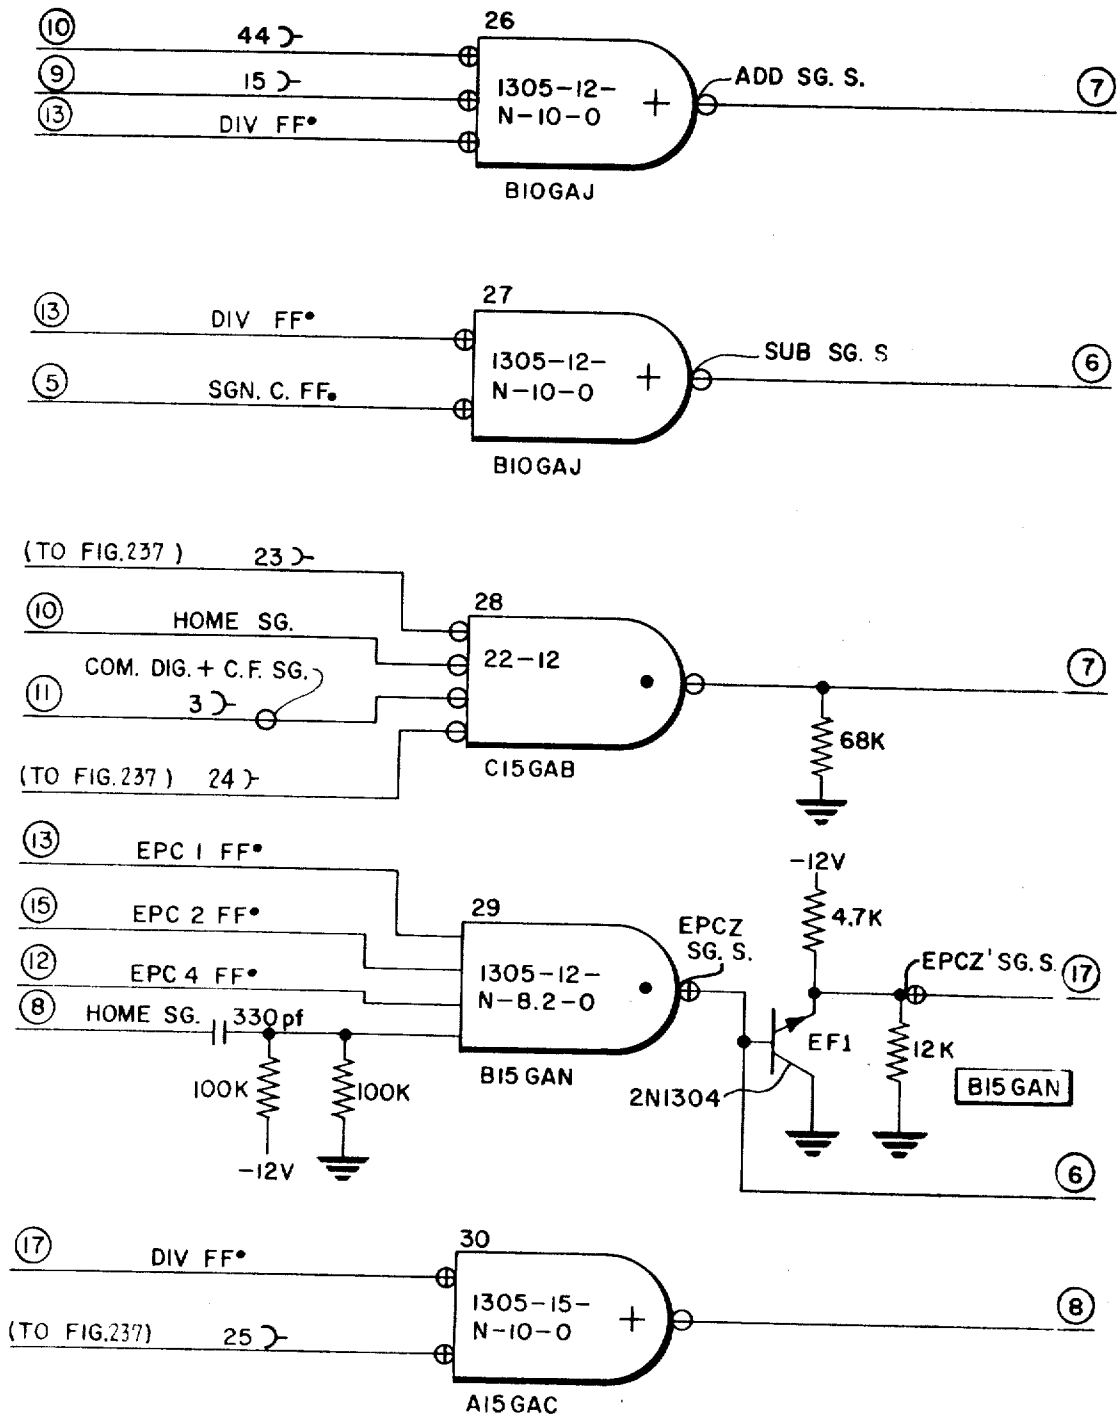 10
44
26
9
15
1305-12-
N-10-0
+
ADD SG. S.
7
13
DIV FF•
B10GAJ
13
DIV FF•
27
1305-12-
N-10-0
+
SUB SG. S
6
5
SGN. C. FF•
B10GAJ
(TO FIG.237 )
23
28
10
HOME SG.
22-12
7
COM. DIG. + C.F. SG.
11
3
68K
C15GAB
(TO FIG.237 )
24
13
EPC 1 FF•
-12V
4.7K
15
EPC 2 FF•
29
EPCZ
SG. S.
EPCZ' SG. S.
17
12
EPC 4 FF•
1305-12-
N-8.2-0
8
HOME SG.
330pf
EF1
12K
100K
100K
B15GAN
2N1304
B15GAN
-12V
6
17
DIV FF•
30
1305-15-
N-10-0
+
8
(TO FIG.237)
25
A15GAC